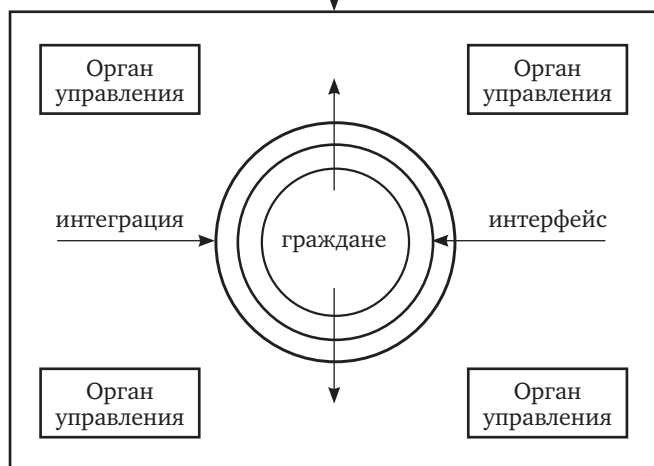 Орган
управления
Орган
управления
интеграция
граждане
интерфейс
Орган
управления
Орган
управления